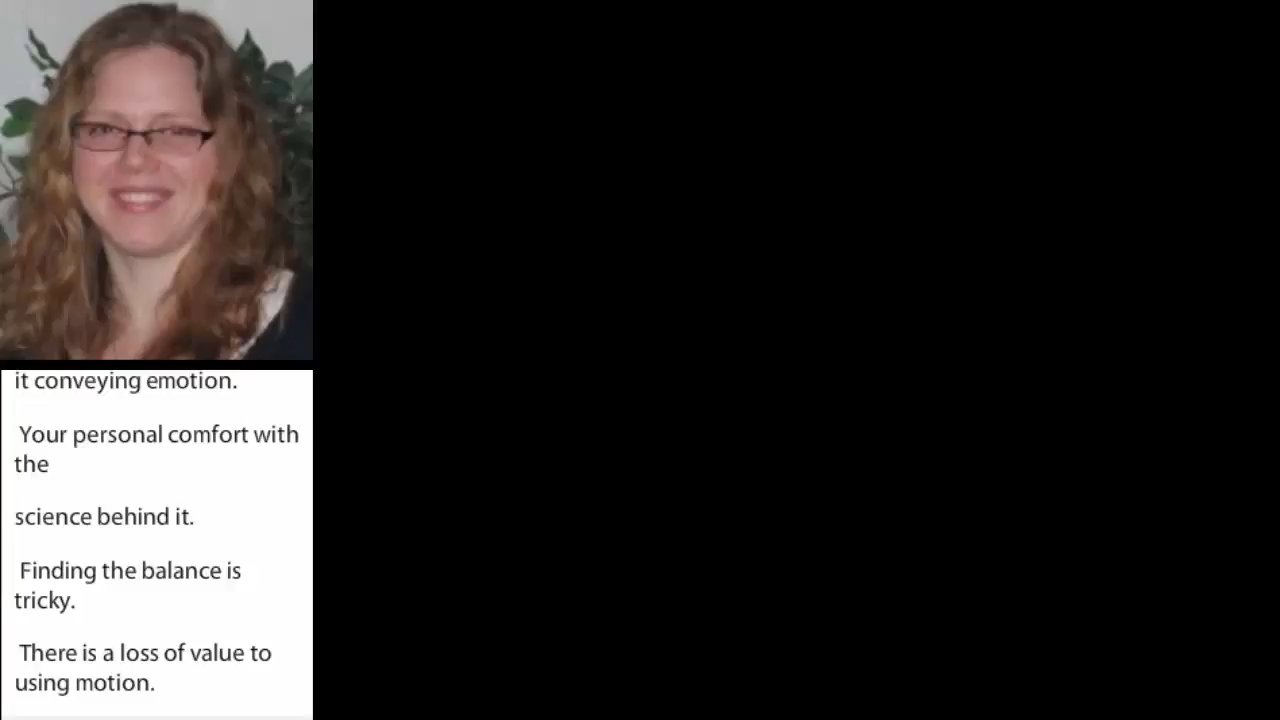 it conveying emotion.
Your personal comfort with
the
science behind it.
Finding the balance is
tricky.
There is a loss of value to
using motion.